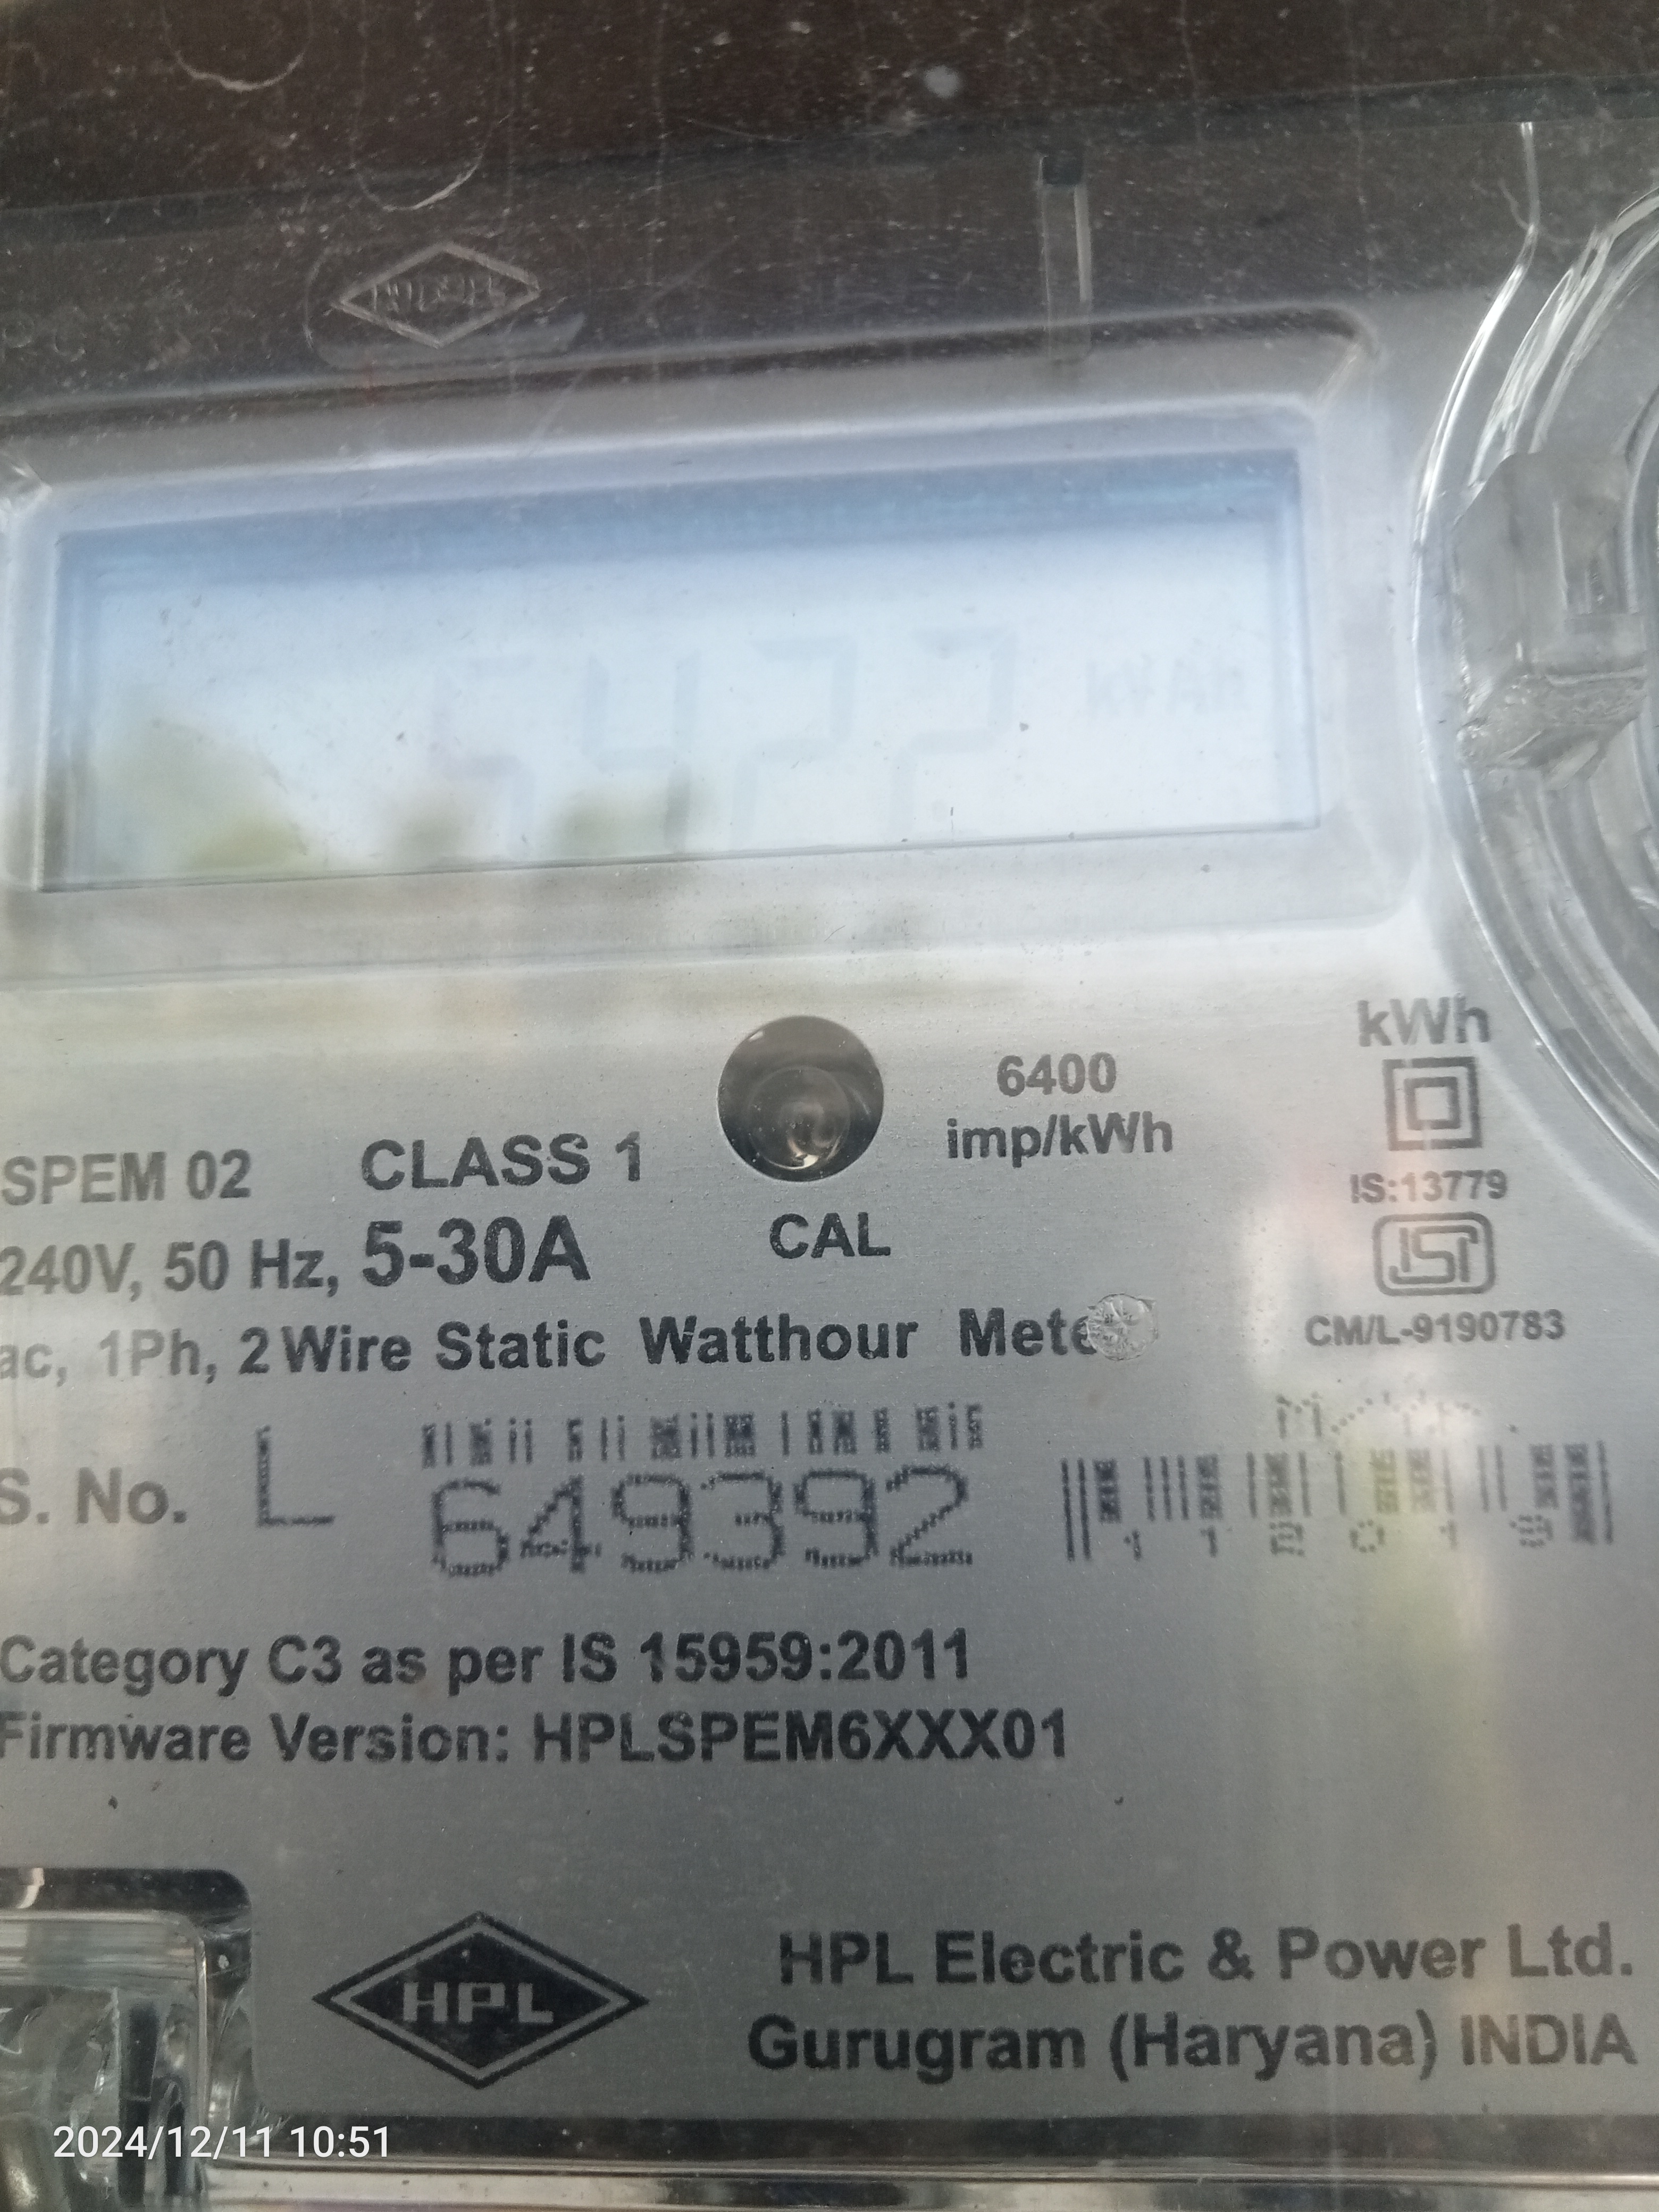 6400
imp/kWh
kWh
SPEM 02 CLASS 1
CAL
IS:13779
240V, 50 Hz, 5-30A
ISI
CM/L-9190783
ac, 1Ph, 2 Wire Static Watthour Mete
S. No. L 649392
Category C3 as per IS 15959:2011
Firmware Version: HPLSPEM6XXX01
HPL
HPL Electric & Power Ltd.
Gurugram (Haryana) INDIA
2024/12/11 10:51